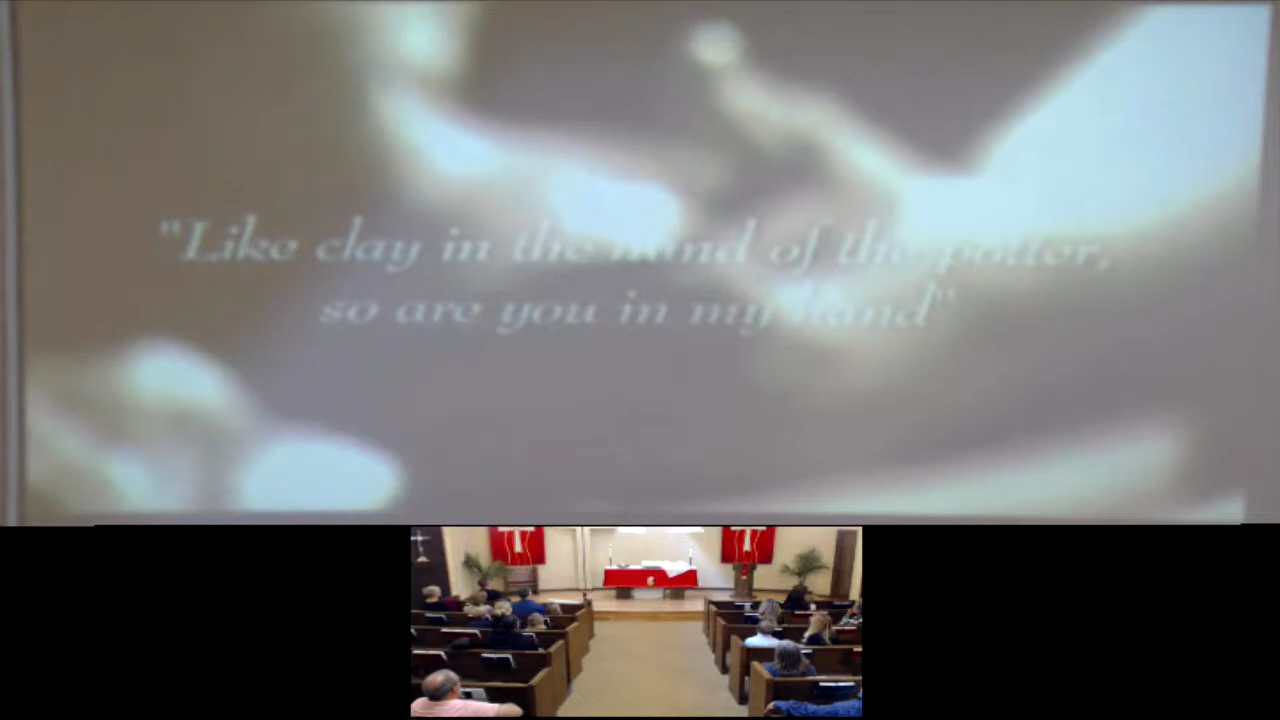 "Like clay in the hand of the potter,
so are you in my hand"